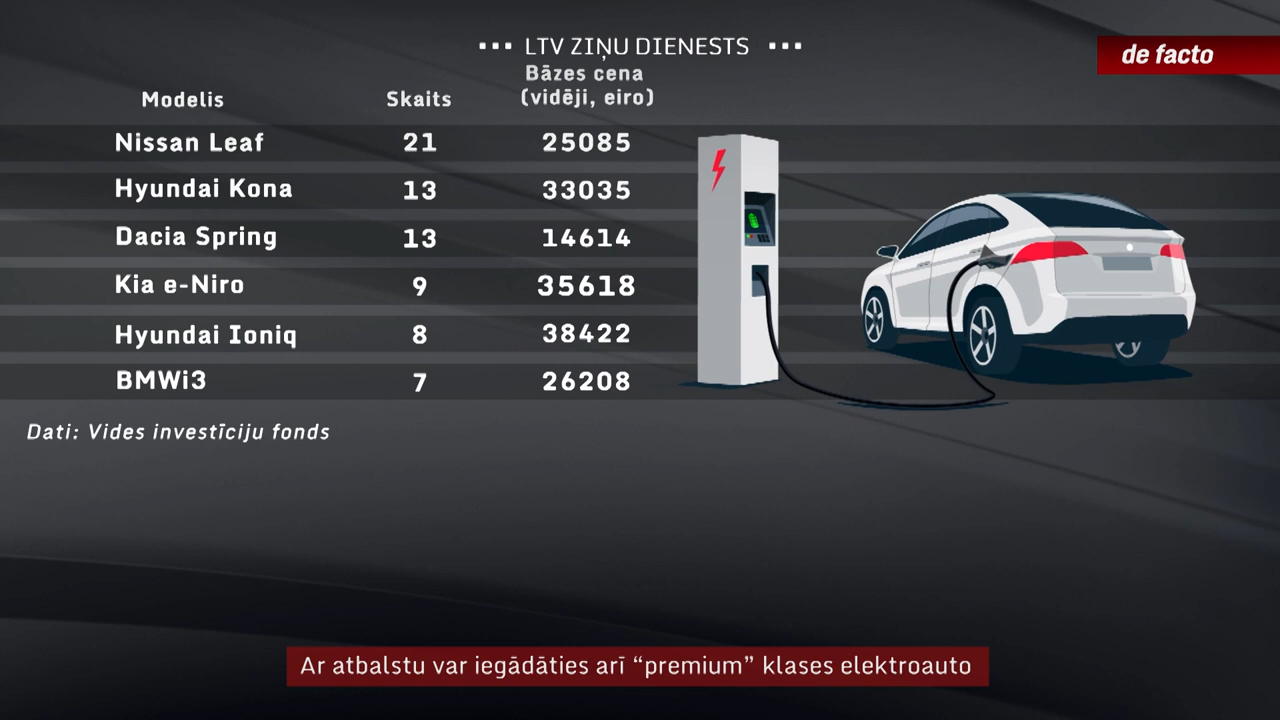 LTV ZIŅU DIENESTS
de facto
Modelis Skaits Bāzes cena
(vidēji, eiro)
Nissan Leaf 21 25085
Hyundai Kona 13 33035
Dacia Spring 13 14614
Kia e-Niro 9 35618
Hyundai Ioniq 8 38422
BMWi3 7 26208
Dati: Vides investīciju fonds
Ar atbalstu var iegādāties arī “premium” klases elektroauto